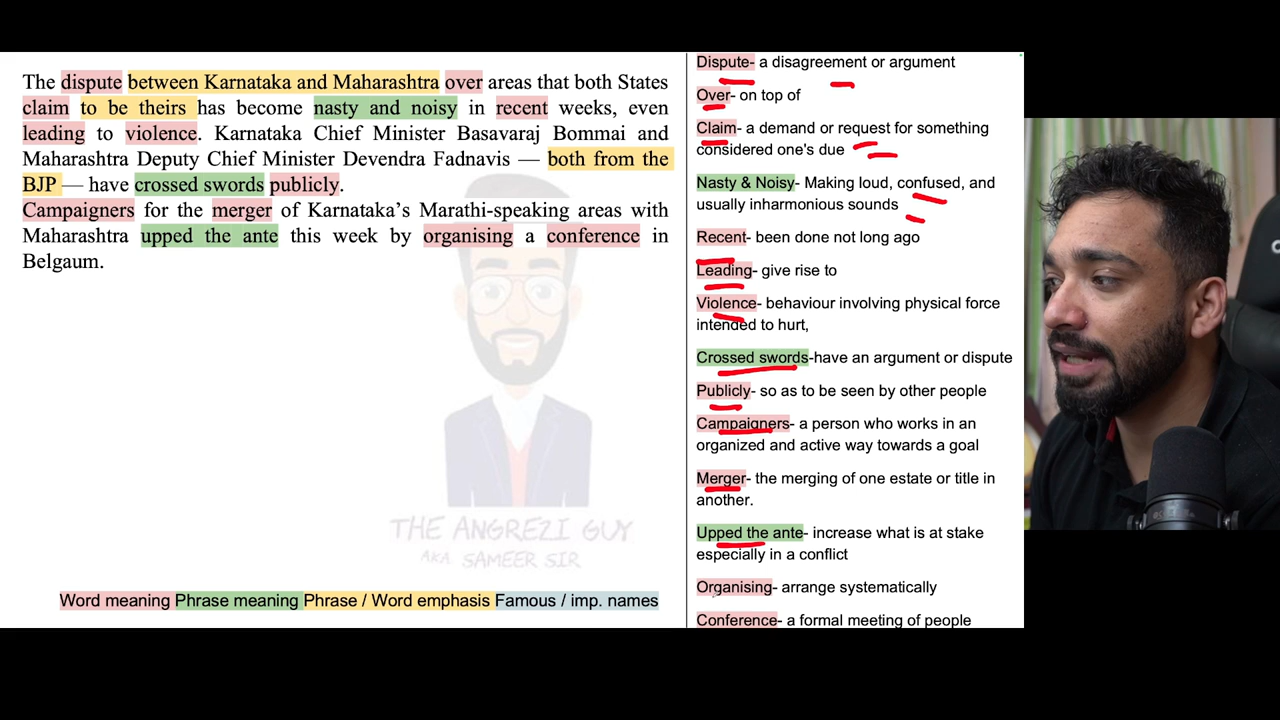 The dispute between Karnataka and Maharashtra over areas that both States
claim to be theirs has become nasty and noisy in recent weeks, even
leading to violence. Karnataka Chief Minister Basavaraj Bommai and
Maharashtra Deputy Chief Minister Devendra Fadnavis — both from the
BJP — have crossed swords publicly.
Campaigners for the merger of Karnataka's Marathi-speaking areas with
Maharashtra upped the ante this week by organising a conference in
Belgaum.
THE ANGREZI GUY
AKA SAMEER SIR
Word meaning Phrase meaning Phrase / Word emphasis Famous / imp. names
Dispute- a disagreement or argument
Over- on top of
Claim- a demand or request for something
considered one's due
Nasty & Noisy- Making loud, confused, and
usually inharmonious sounds
Recent- been done not long ago
Leading- give rise to
Violence- behaviour involving physical force
intended to hurt,
Crossed swords-have an argument or dispute
Publicly- so as to be seen by other people
Campaigners- a person who works in an
organized and active way towards a goal
Merger- the merging of one estate or title in
another.
Upped the ante- increase what is at stake
especially in a conflict
Organising- arrange systematically
Conference- a formal meeting of people